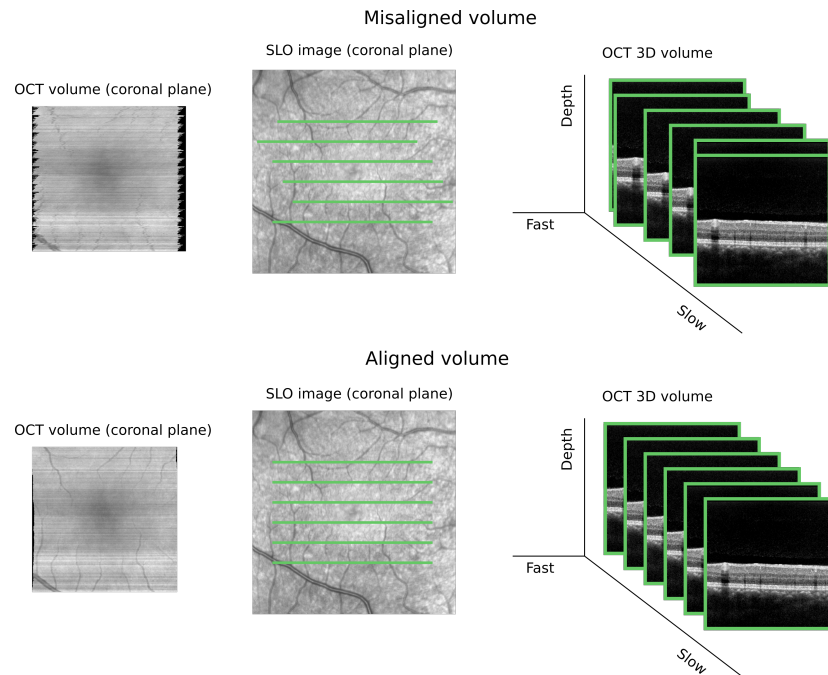 Misaligned volume
SLO image (coronal plane)
OCT 3D volume
OCT volume (coronal plane)
Depth
Fast
Slow
Aligned volume
SLO image (coronal plane)
OCT 3D volume
OCT volume (coronal plane)
Depth
Fast
Slow